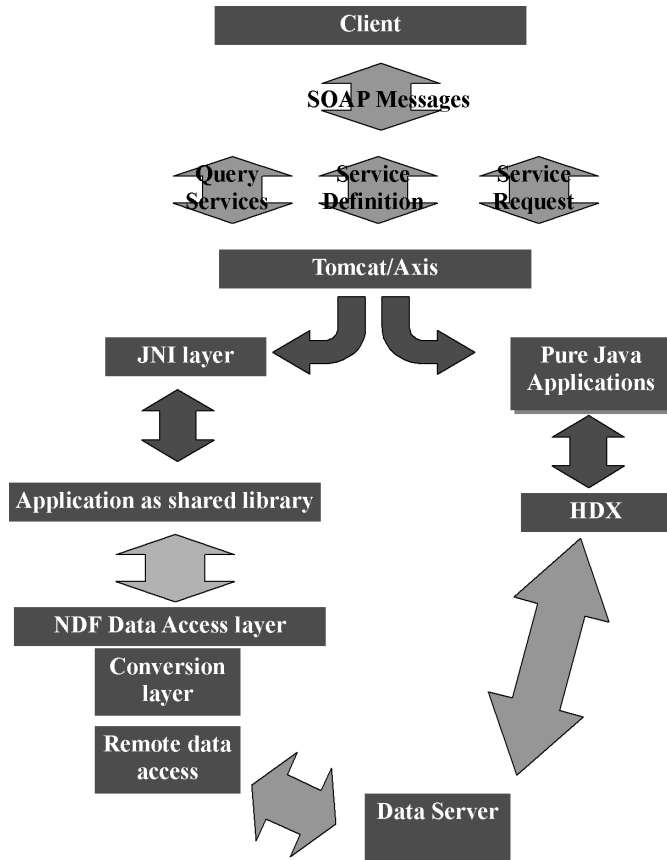 Client
SOAP Messages
Query
Services
Service
Definition
Service
Request
Tomcat/Axis
JNI layer
Pure Java
Applications
Application as shared library
HDX
NDF Data Access layer
Conversion
layer
Remote data
access
Data Server